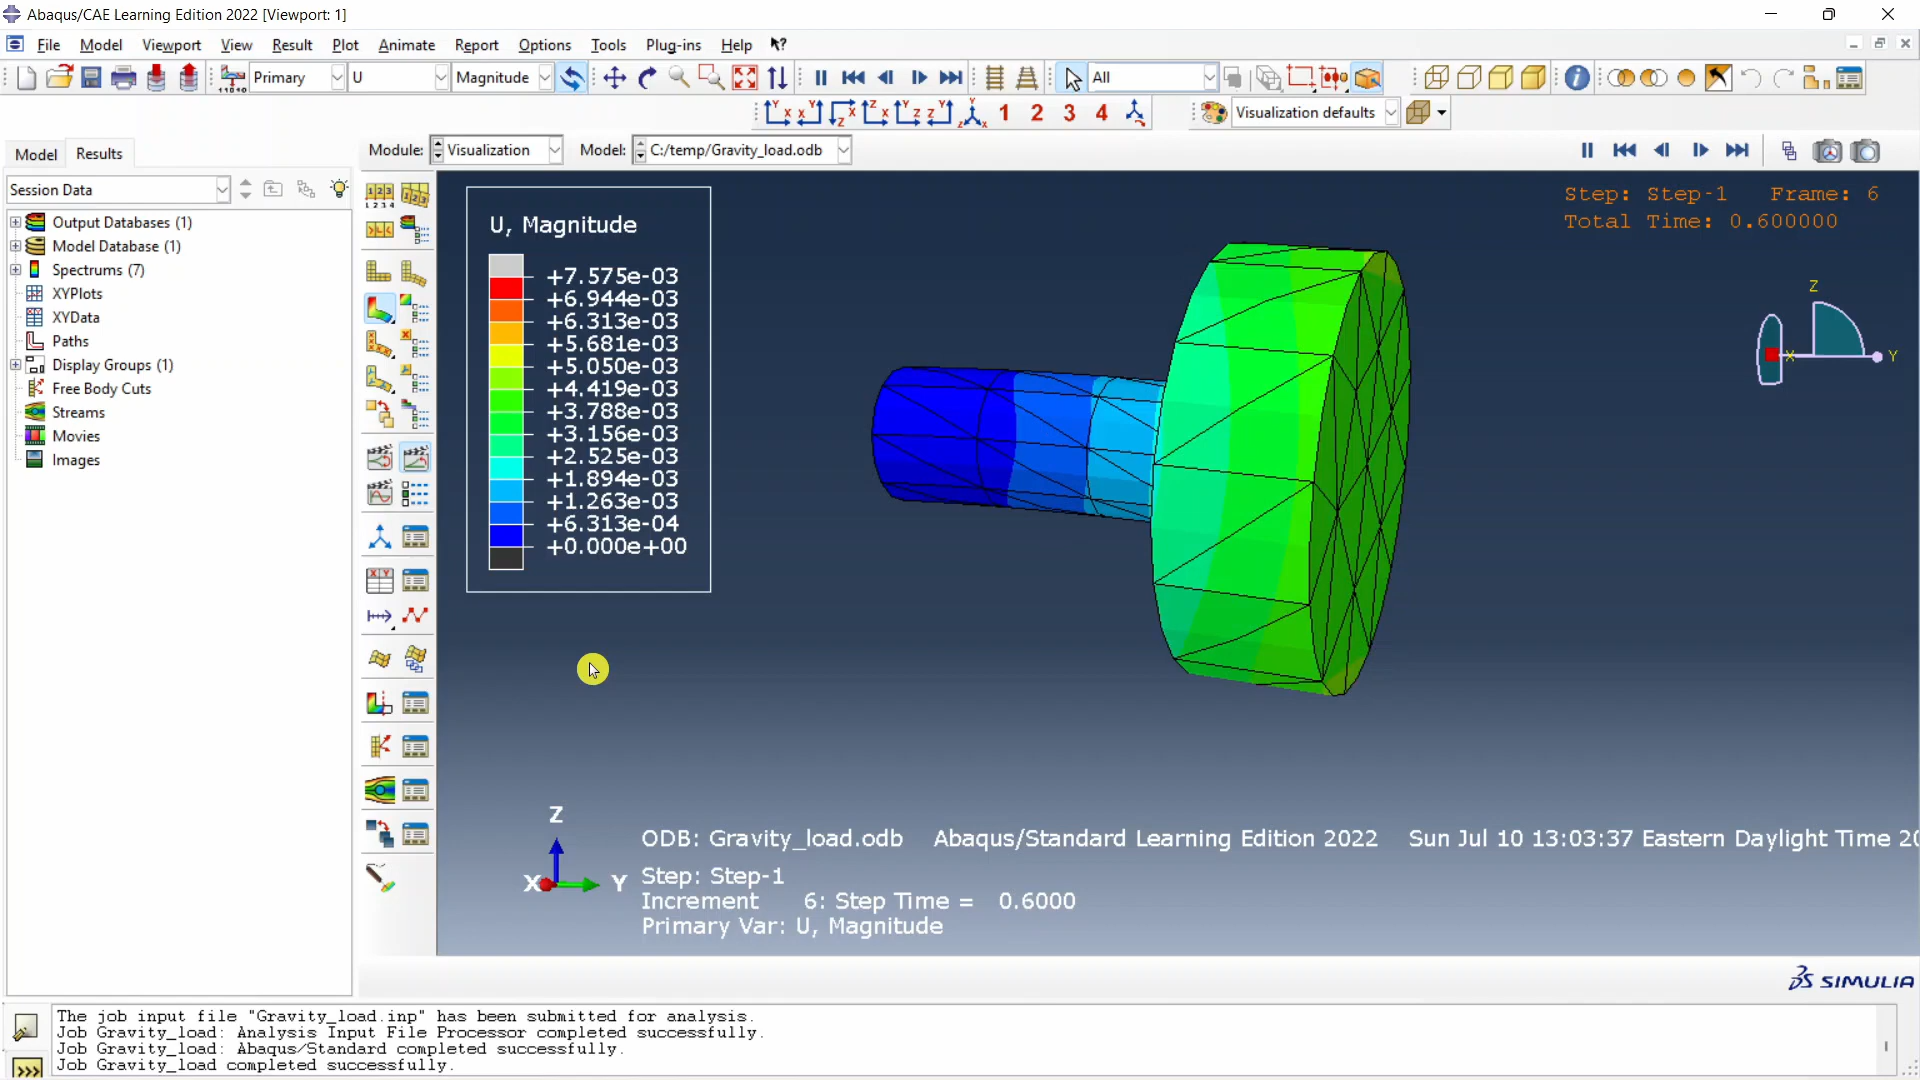 Abaqus/CAE Learning Edition 2022 [Viewport: 1]
File Model Viewport View Result Plot Animate Report Options Tools Plug-ins Help
Primary U Magnitude All
1 2 3 4 Visualization defaults
Model Results
Module: Visualization Model: C:/temp/Gravity_load.odb
Session Data
Output Databases (1)
Model Database (1)
Spectrums (7)
XYPlots
XYData
Paths
Display Groups (1)
Free Body Cuts
Streams
Movies
Images
U, Magnitude
+7.575e-03
+6.944e-03
+6.313e-03
+5.681e-03
+5.050e-03
+4.419e-03
+3.788e-03
+3.156e-03
+2.525e-03
+1.894e-03
+1.263e-03
+6.313e-04
+0.000e+00
Step: Step-1 Frame: 6
Total Time: 0.600000
Z
X Y
Z
X Y
ODB: Gravity_load.odb Abaqus/Standard Learning Edition 2022 Sun Jul 10 13:03:37 Eastern Daylight Time
Step: Step-1
Increment 6: Step Time = 0.6000
Primary Var: U, Magnitude
SIMULIA
The job input file "Gravity_load.inp" has been submitted for analysis.
Job Gravity_load: Analysis Input File Processor completed successfully.
Job Gravity_load: Abaqus/Standard completed successfully.
Job Gravity_load completed successfully.